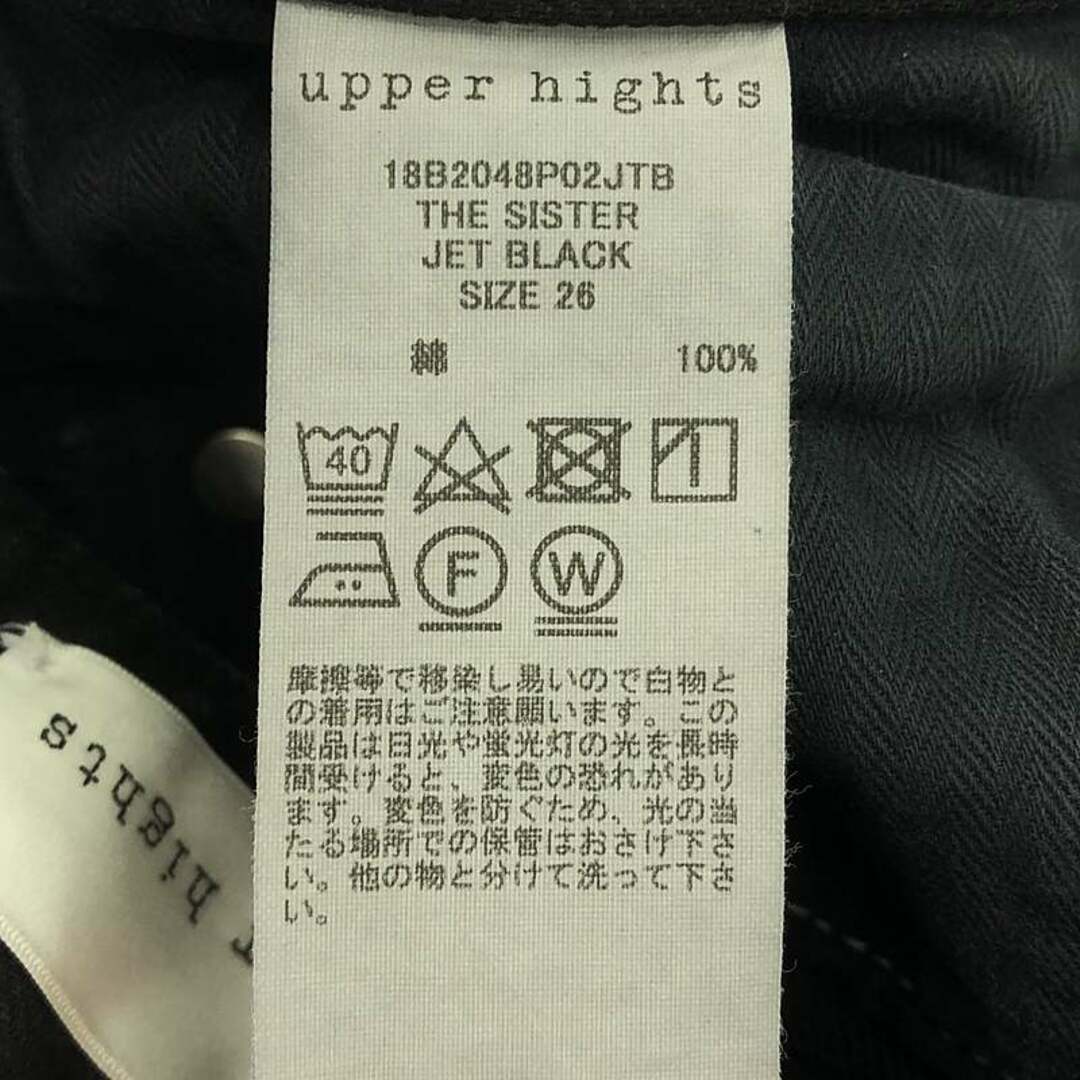 upper hights
18B2048P02JTB
THE SISTER
JET BLACK
SIZE 26
綿 100%
40
F W
摩擦等で移染し易いので白物と
の着用はご注意願います。この
製品は日光や蛍光灯の光を長時
間受けると、変色の恐れがあり
ます。変色を防ぐため、光の当
たる場所での保管はおさけ下さ
い。他の物と分けて洗って下さ
い。
r hights